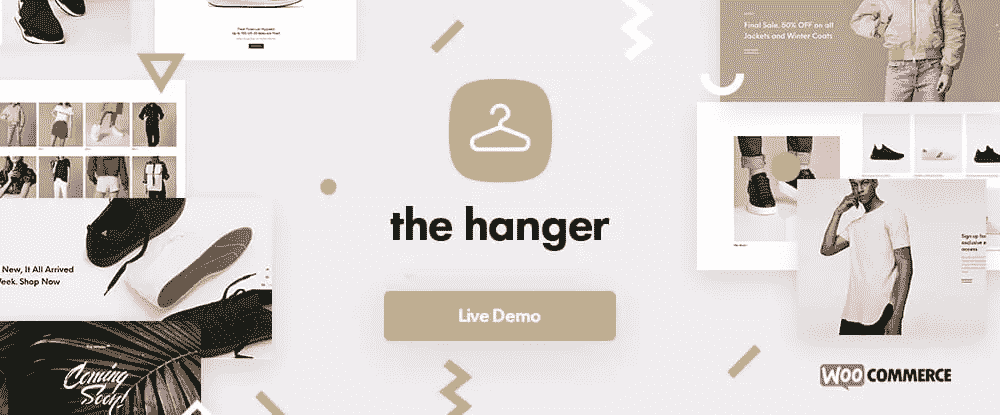 Final Sale, 50% OFF on all
Jackets and Winter Coats
the hanger
Live Demo
New, It All Arrived
Week. Shop Now
Sign up for
exclusive
access
Coming
Soon!
WOO COMMERCE